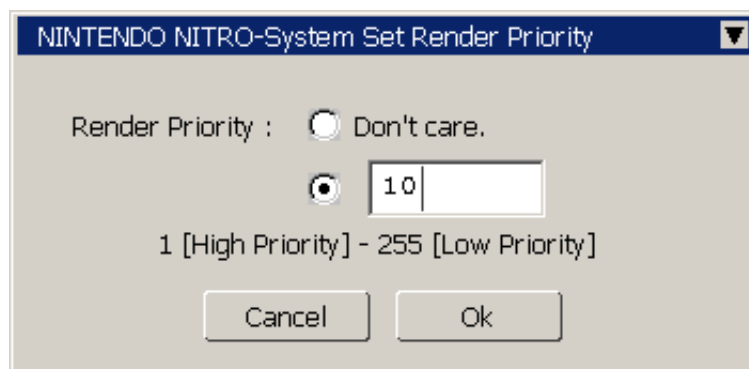 NINTENDO NITRO-System Set Render Priority
Render Priority : Don't care.
10
1 [High Priority] - 255 [Low Priority]
Cancel Ok